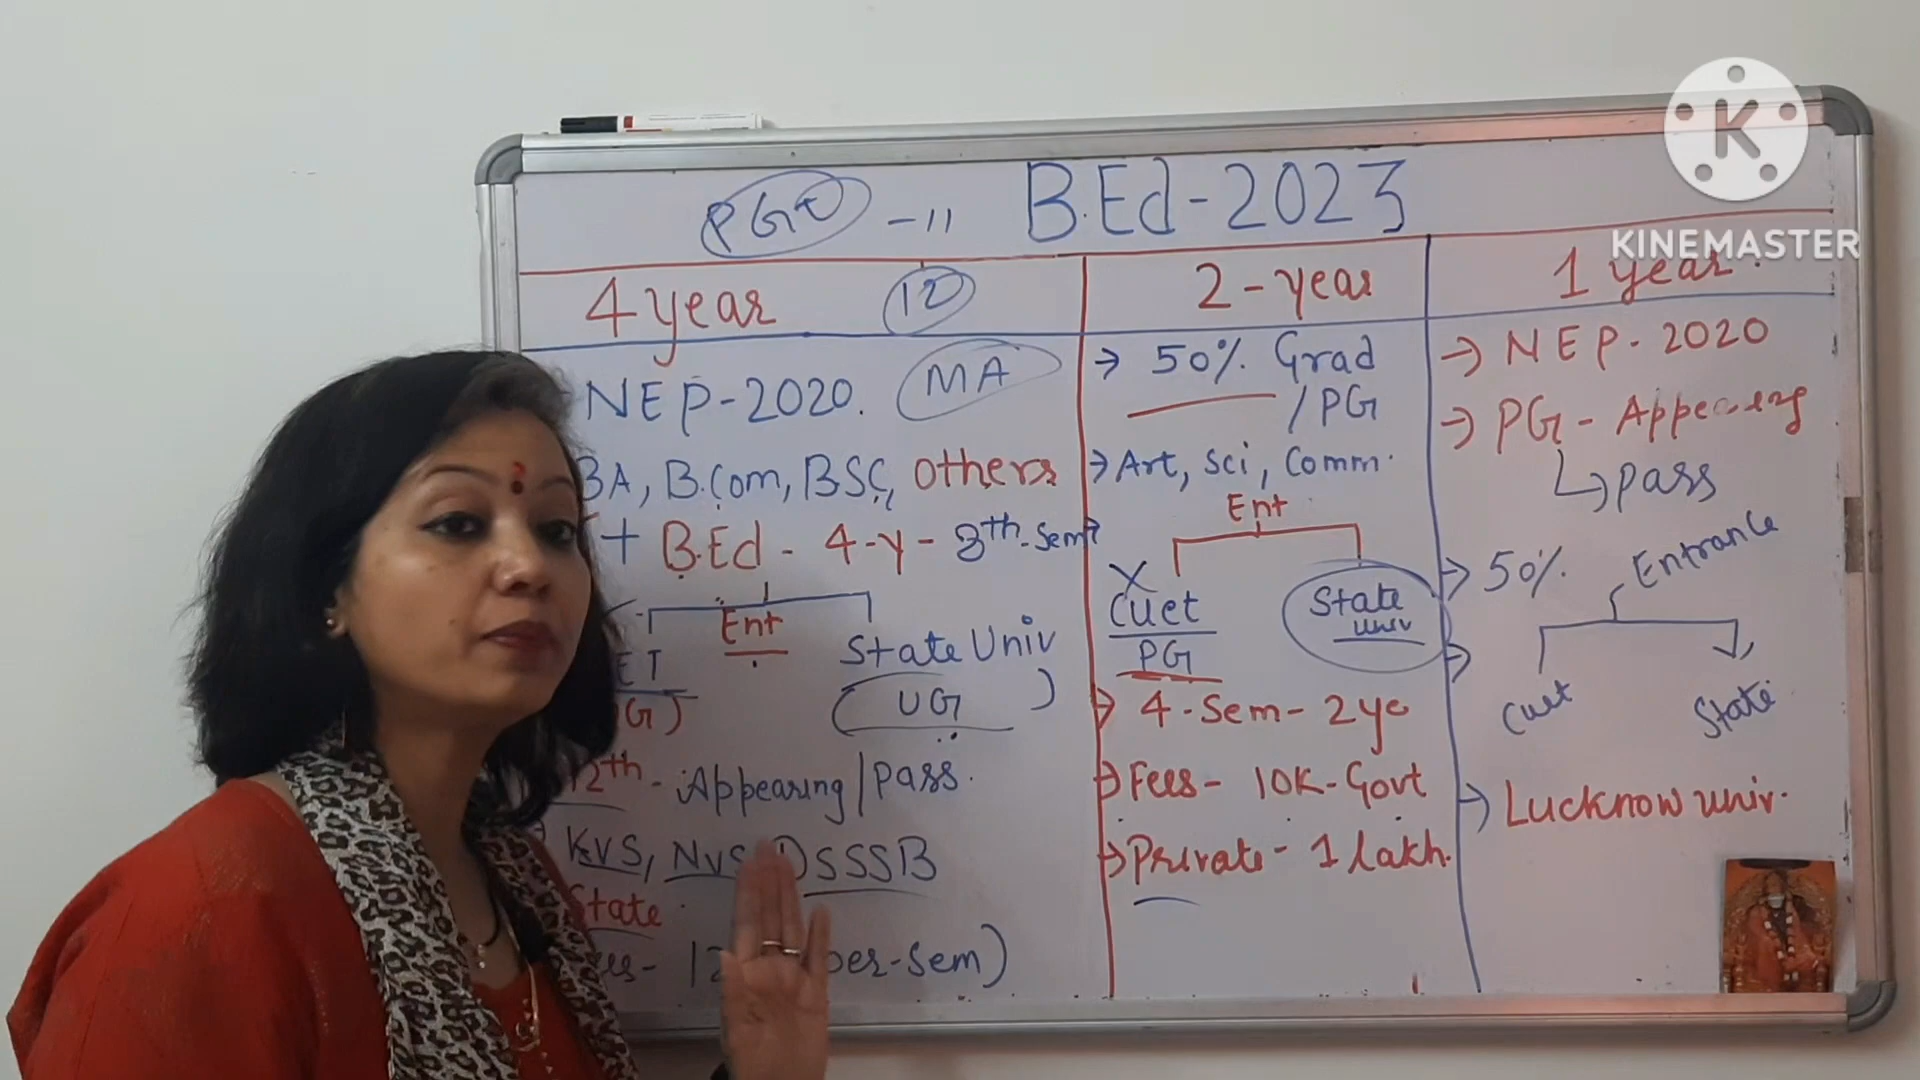 PGt - 11 B.Ed-2023
KINEMASTER
4 year 12
2-year
1 year.
NEP-2020. MA
BA, B.Com, BSC, others
+ B.Ed - 4-y- 8th-Sem
Ent
State Univ
UG
12th - Appearing/Pass.
KVS, NVS, DSSSB
State
per-sem)
→ 50% Grad
/PG
→ Art, Sci, Comm.
Ent
X
Cuet
PG
State
univ
→ 4-Sem-2ye
→ Fees- 10K-Govt
→ Private - 1 lakh.
→ NEP-2020
→ PG- Appearing
↳ Pass
→ 50%. Entrance
Cuet State
→ Lucknow univ.